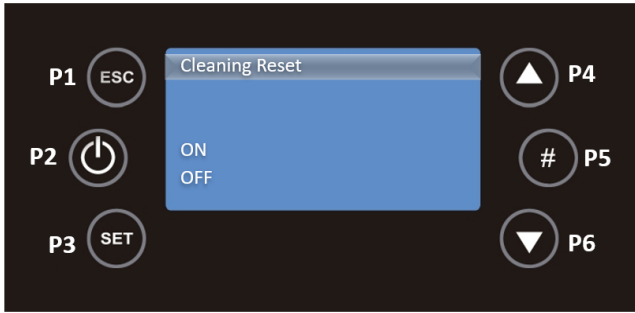 Cleaning Reset
P1 ESC
P4
P2
ON
# P5
OFF
P3 SET
P6